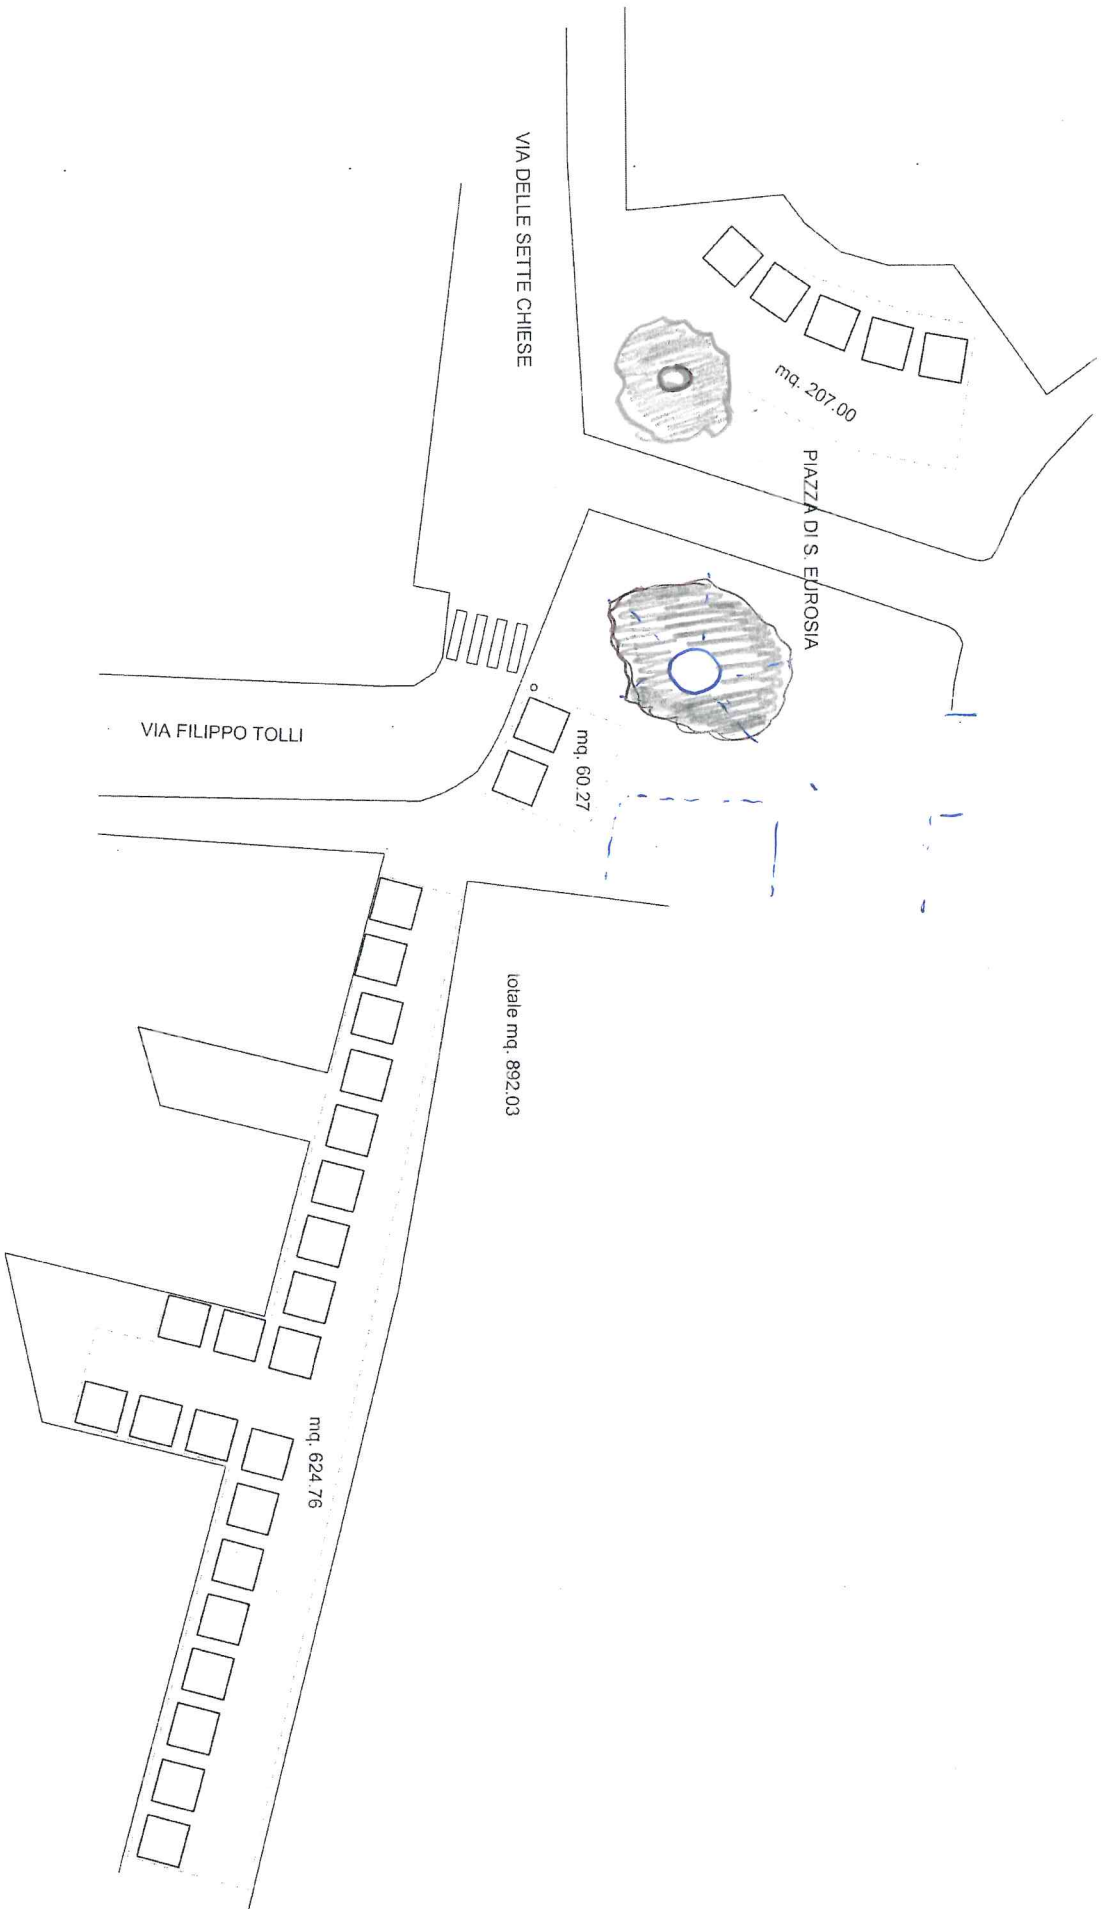 VIA DELLE SETTE CHIESE
mq. 207.00
PIAZZA DI S. EUROSIA
VIA FILIPPO TOLLI
mq. 60.27
totale mq. 892.03
mq. 624.76